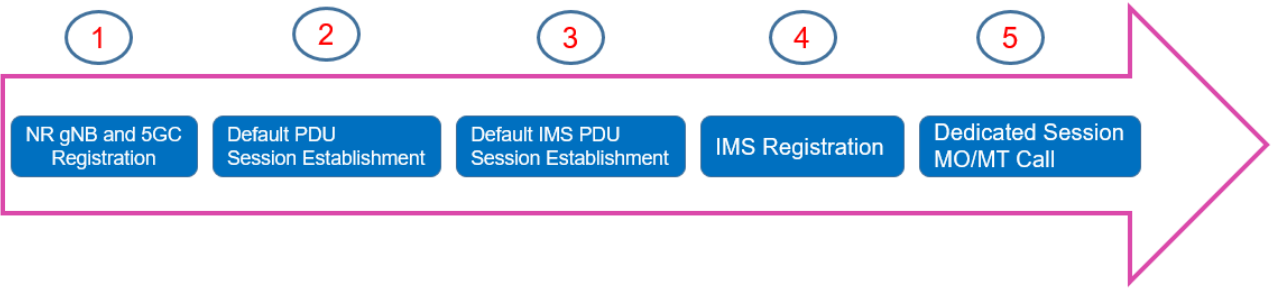 1
2
3
4
5
NR gNB and 5GC
Registration
Default PDU
Session Establishment
Default IMS PDU
Session Establishment
IMS Registration
Dedicated Session
MO/MT Call